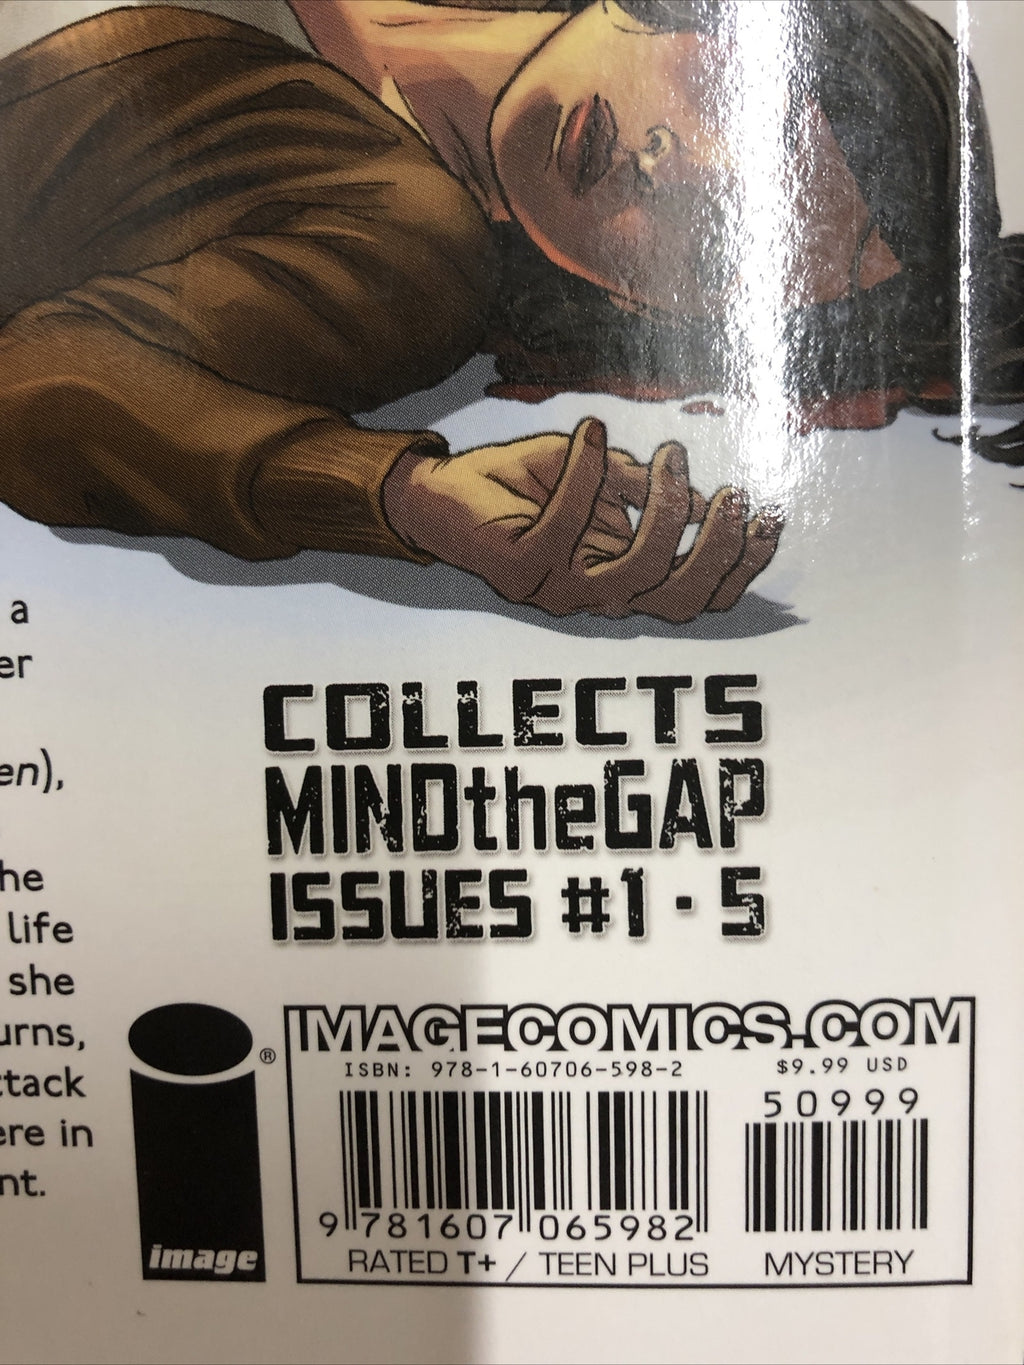 a
er
en),
he
life
she
urns,
ttack
ere in
nt.
COLLECTS
MINDtheGAP
ISSUES #1 · 5
IMAGECOMICS.COM
ISBN: 978-1-60706-598-2
$9.99 USD
50999
9 781607 065982
RATED T+ / TEEN PLUS
MYSTERY
image
®